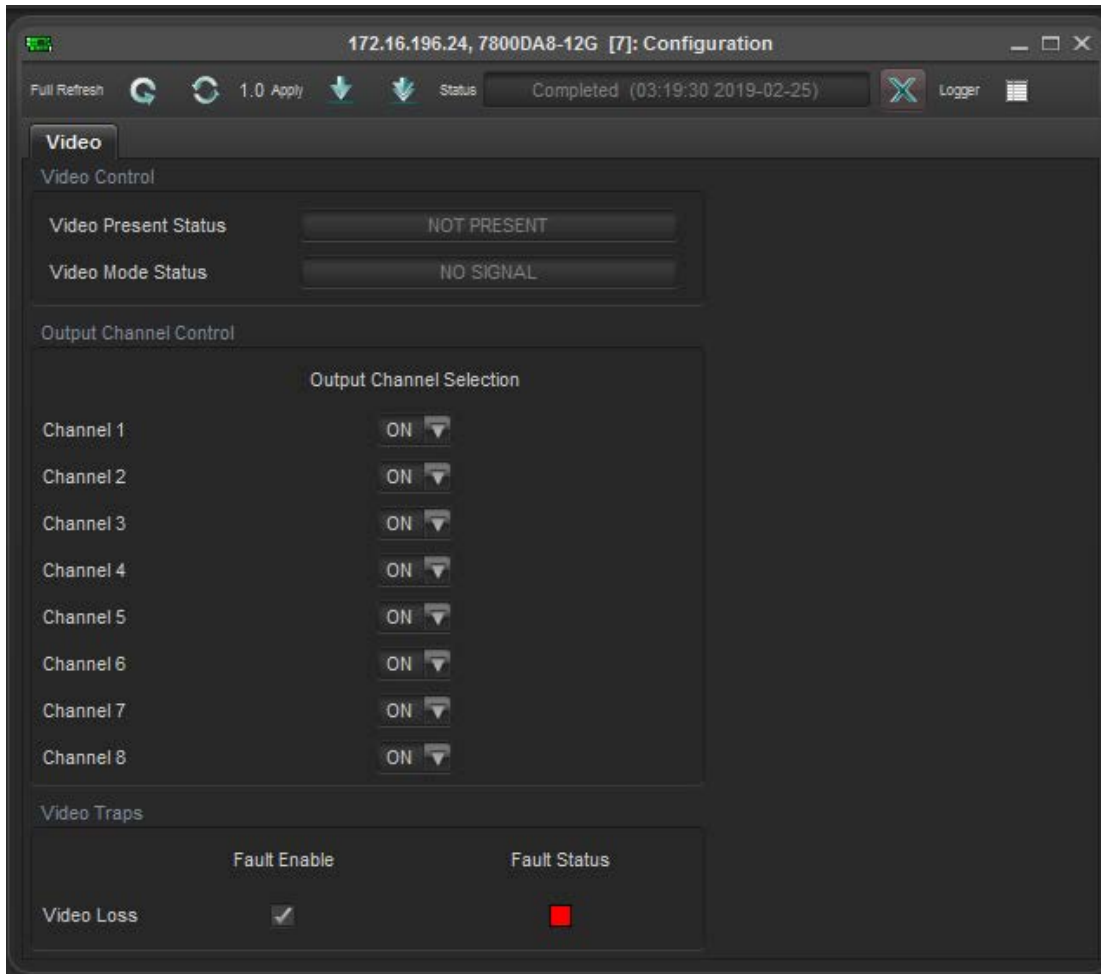 172.16.196.24, 7800DA8-12G [7]: Configuration
Full Refresh 1.0 Apply Status Completed (03:19:30 2019-02-25) Logger
Video
Video Control
Video Present Status NOT PRESENT
Video Mode Status NO SIGNAL
Output Channel Control
Output Channel Selection
Channel 1 ON
Channel 2 ON
Channel 3 ON
Channel 4 ON
Channel 5 ON
Channel 6 ON
Channel 7 ON
Channel 8 ON
Video Traps
Fault Enable Fault Status
Video Loss